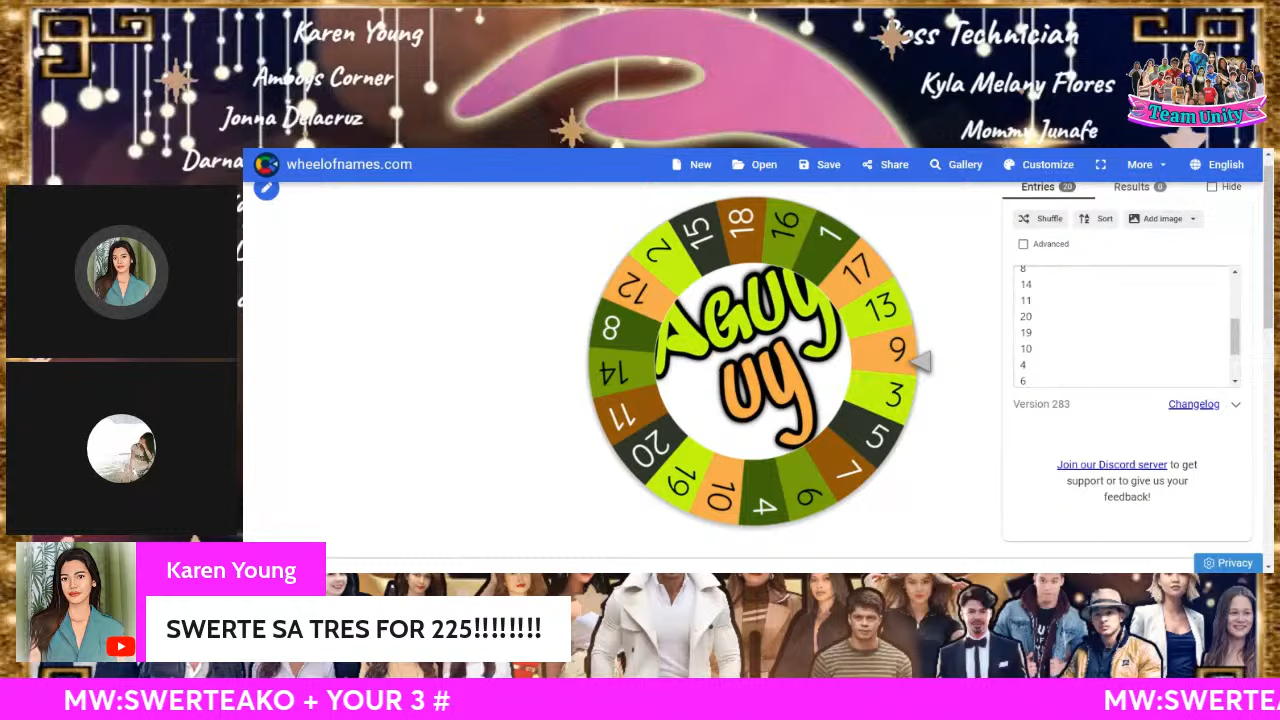 Karen Young
Amboys Corner
Jonna Delacruz
Darna
Boss Technician
Kyla Melany Flores
Mommy Junafe
Team Unity
wheelofnames.com
New
Open
Save
Share
Gallery
Customize
More
English
Entries 20
Results 0
Hide
Shuffle
Sort
Add image
Advanced
8
14
11
20
19
10
4
6
Version 283
Changelog
Join our Discord server to get
support or to give us your
feedback!
Privacy
18
16
1
17
13
9
3
5
7
6
4
10
19
20
11
14
8
12
2
15
AGUY
UY
Karen Young
SWERTE SA TRES FOR 225!!!!!!!!
MW:SWERTEAKO + YOUR 3 #
MW:SWERTEA